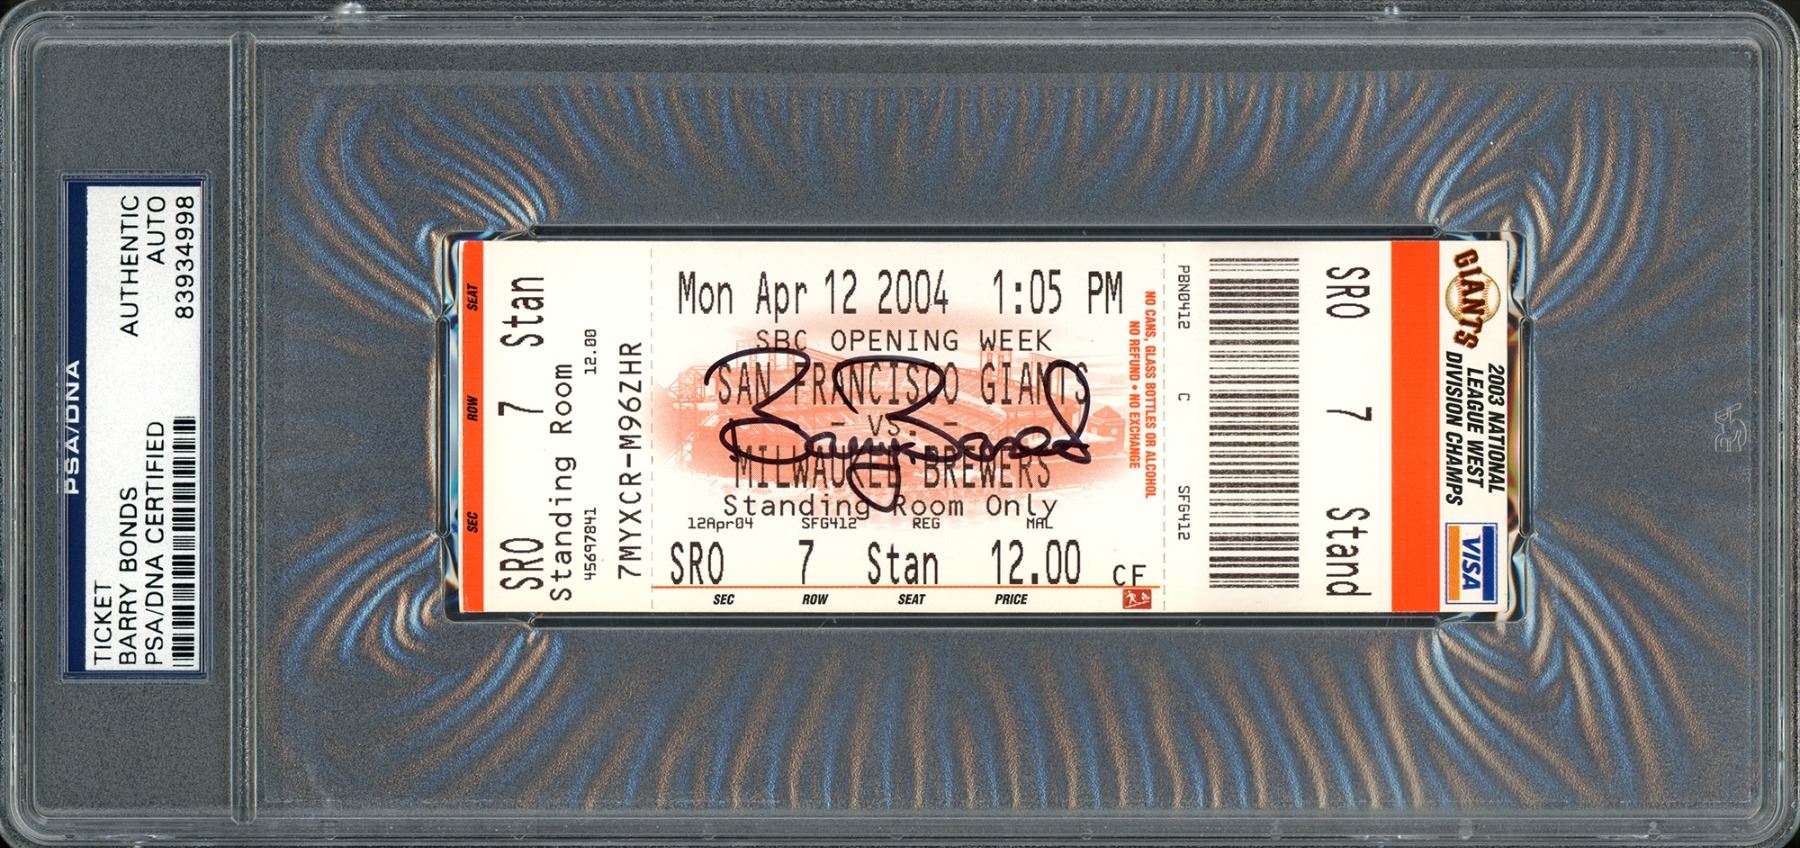 PSA/DNA
TICKET
BARRY BONDS
PSA/DNA CERTIFIED
AUTHENTIC
AUTO
83934998
SEAT
ROW
SEC
Stan
7
SRO
Standing Room
12.00
45697841
7MYXCR-M96ZHR
Mon Apr 12 2004 1:05 PM
SBC OPENING WEEK
SAN FRANCISCO GIANTS
- VS. -
MILWAUKEE BREWERS
Barry Bonds
Standing Room Only
12Apr04 SFG412 REG MAL
SRO 7 Stan 12.00 CF
SEC ROW SEAT PRICE
NO CANS, GLASS BOTTLES OR ALCOHOL
NO REFUND • NO EXCHANGE
PBN0412
C
SFG412
SRO
7
Stand
GIANTS
2003 NATIONAL
LEAGUE WEST
DIVISION CHAMPS
VISA
PSA